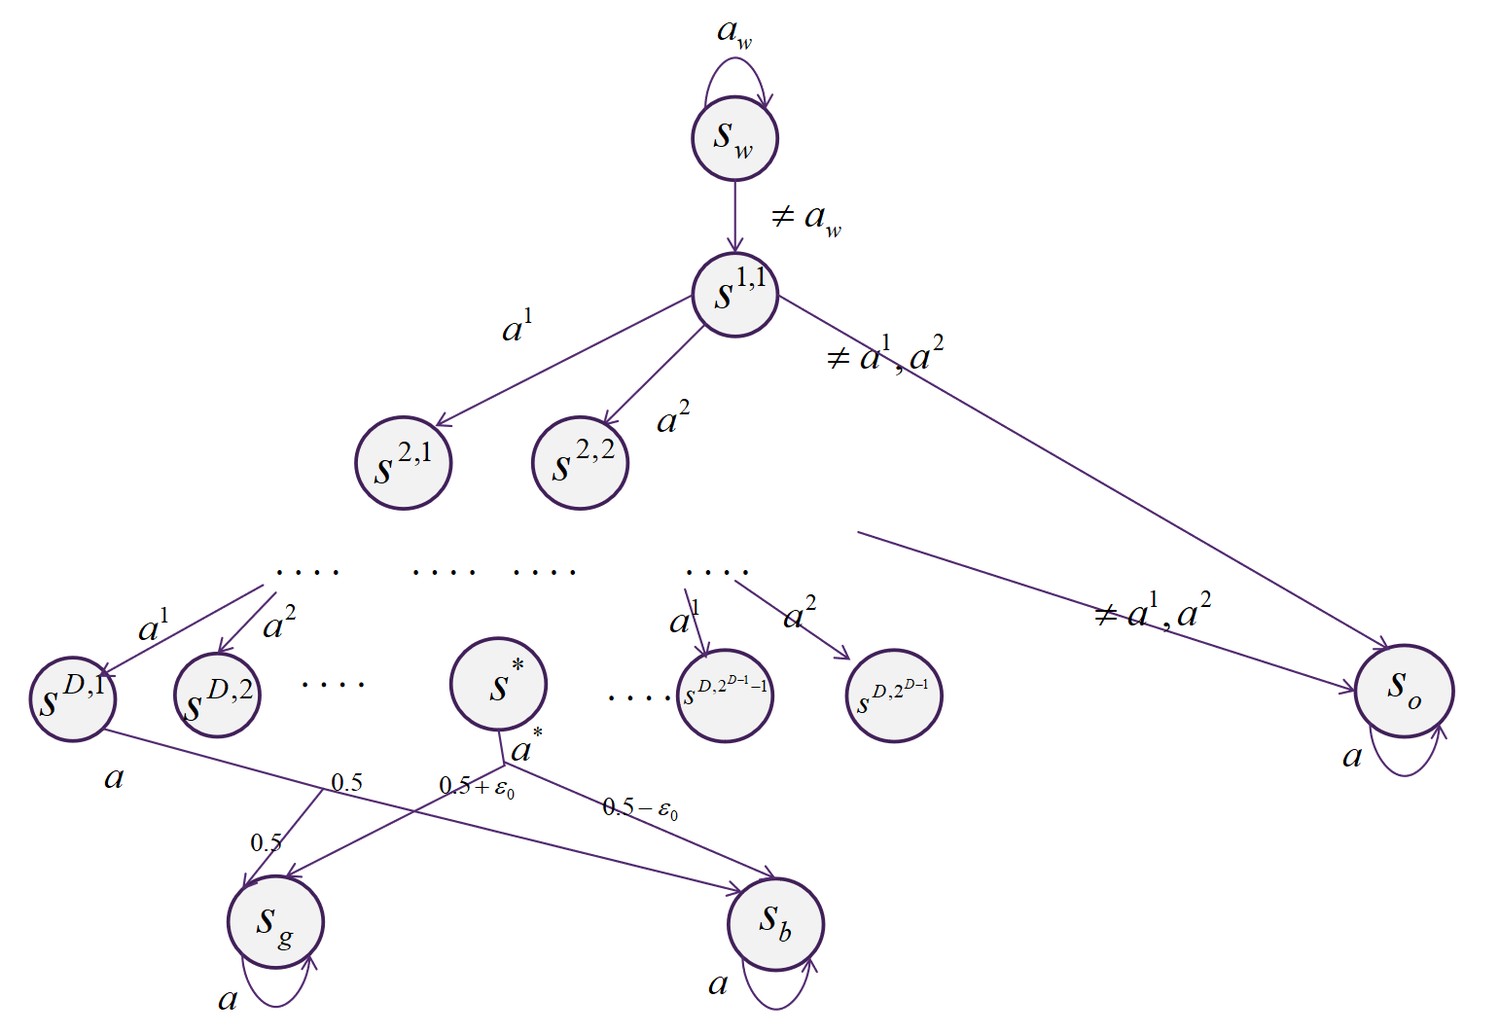 a_w
s_w
≠ a_w
s^{1,1}
a^1
≠ a^1, a^2
a^2
s^{2,1}
s^{2,2}
.... .... .... ....
a^1
a^2
a^1
a^2
≠ a^1, a^2
s^{D,1}
s^{D,2}
....
s^*
....
s^{D,2^{D-1}-1}
s^{D,2^{D-1}}
s_o
a^*
a
a
0.5
0.5+ε_0
0.5−ε_0
0.5
s_g
s_b
a
a